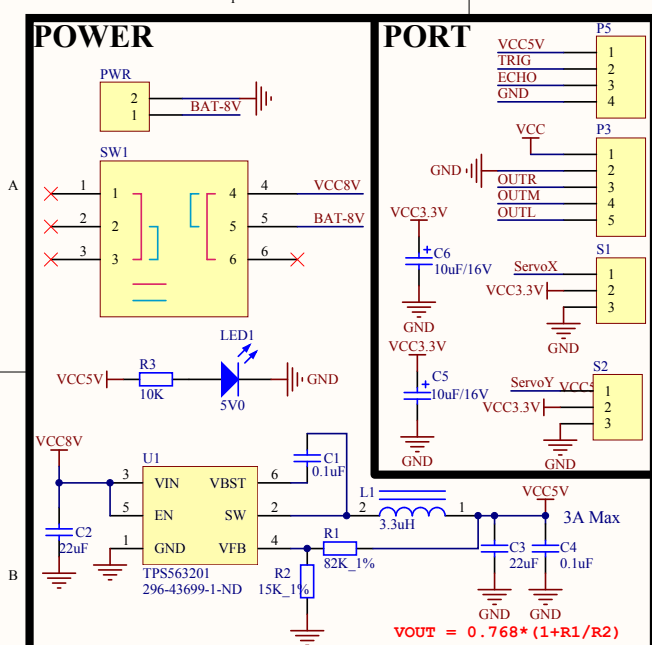 POWER
PWR
2
1
BAT-8V
SW1
1
2
3
1
2
3
4
5
6
4
5
6
VCC8V
BAT-8V
VCC5V
R3
10K
LED1
5V0
GND
VCC8V
C2
22uF
U1
3
5
1
VIN
EN
GND
VBST
SW
VFB
6
2
4
TPS563201
296-43699-1-ND
C1
0.1uF
R2
15K_1%
R1
82K_1%
L1
2
1
3.3uH
VCC5V
3A Max
C3
22uF
C4
0.1uF
GND
GND
VOUT = 0.768*(1+R1/R2)
PORT
P5
VCC5V
TRIG
ECHO
GND
1
2
3
4
VCC
P3
GND
OUTR
OUTM
OUTL
1
2
3
4
5
VCC3.3V
C6
10uF/16V
GND
S1
ServoX
VCC3.3V
1
2
3
GND
VCC3.3V
C5
10uF/16V
GND
S2
ServoY
VCC3.3V
1
2
3
GND
A
B